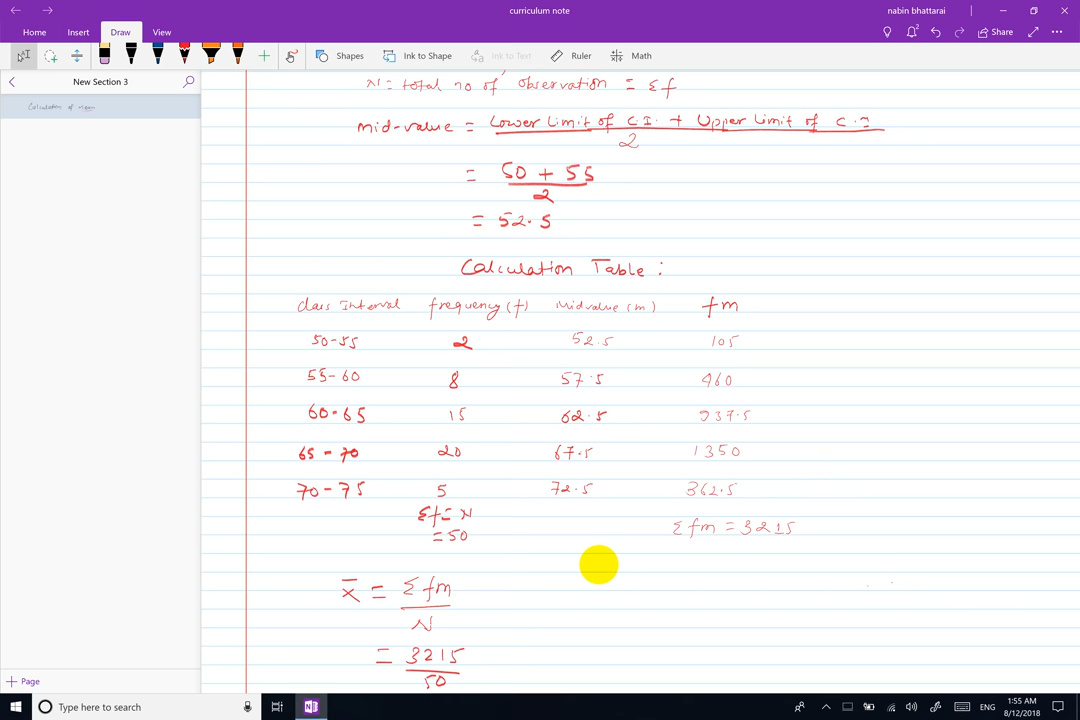 curriculum note
nabin bhattarai
Home Insert Draw View
Share
Shapes Ink to Shape Ink to Text Ruler Math
New Section 3
Calculation of mean
N = total no of observation = Σf
mid-value = Lower Limit of C.I. + Upper Limit of C.I
2
= 50 + 55
2
= 52.5
Calculation Table :
class Interval frequency (f) Midvalue (m) fm
50-55 2 52.5 105
55-60 8 57.5 460
60-65 15 62.5 937.5
65-70 20 67.5 1350
70-75 5 72.5 362.5
Σf = N
= 50
Σfm = 3215
x̄ = Σfm
N
= 3215
50
Page
Type here to search
ENG
1:55 AM
8/12/2018